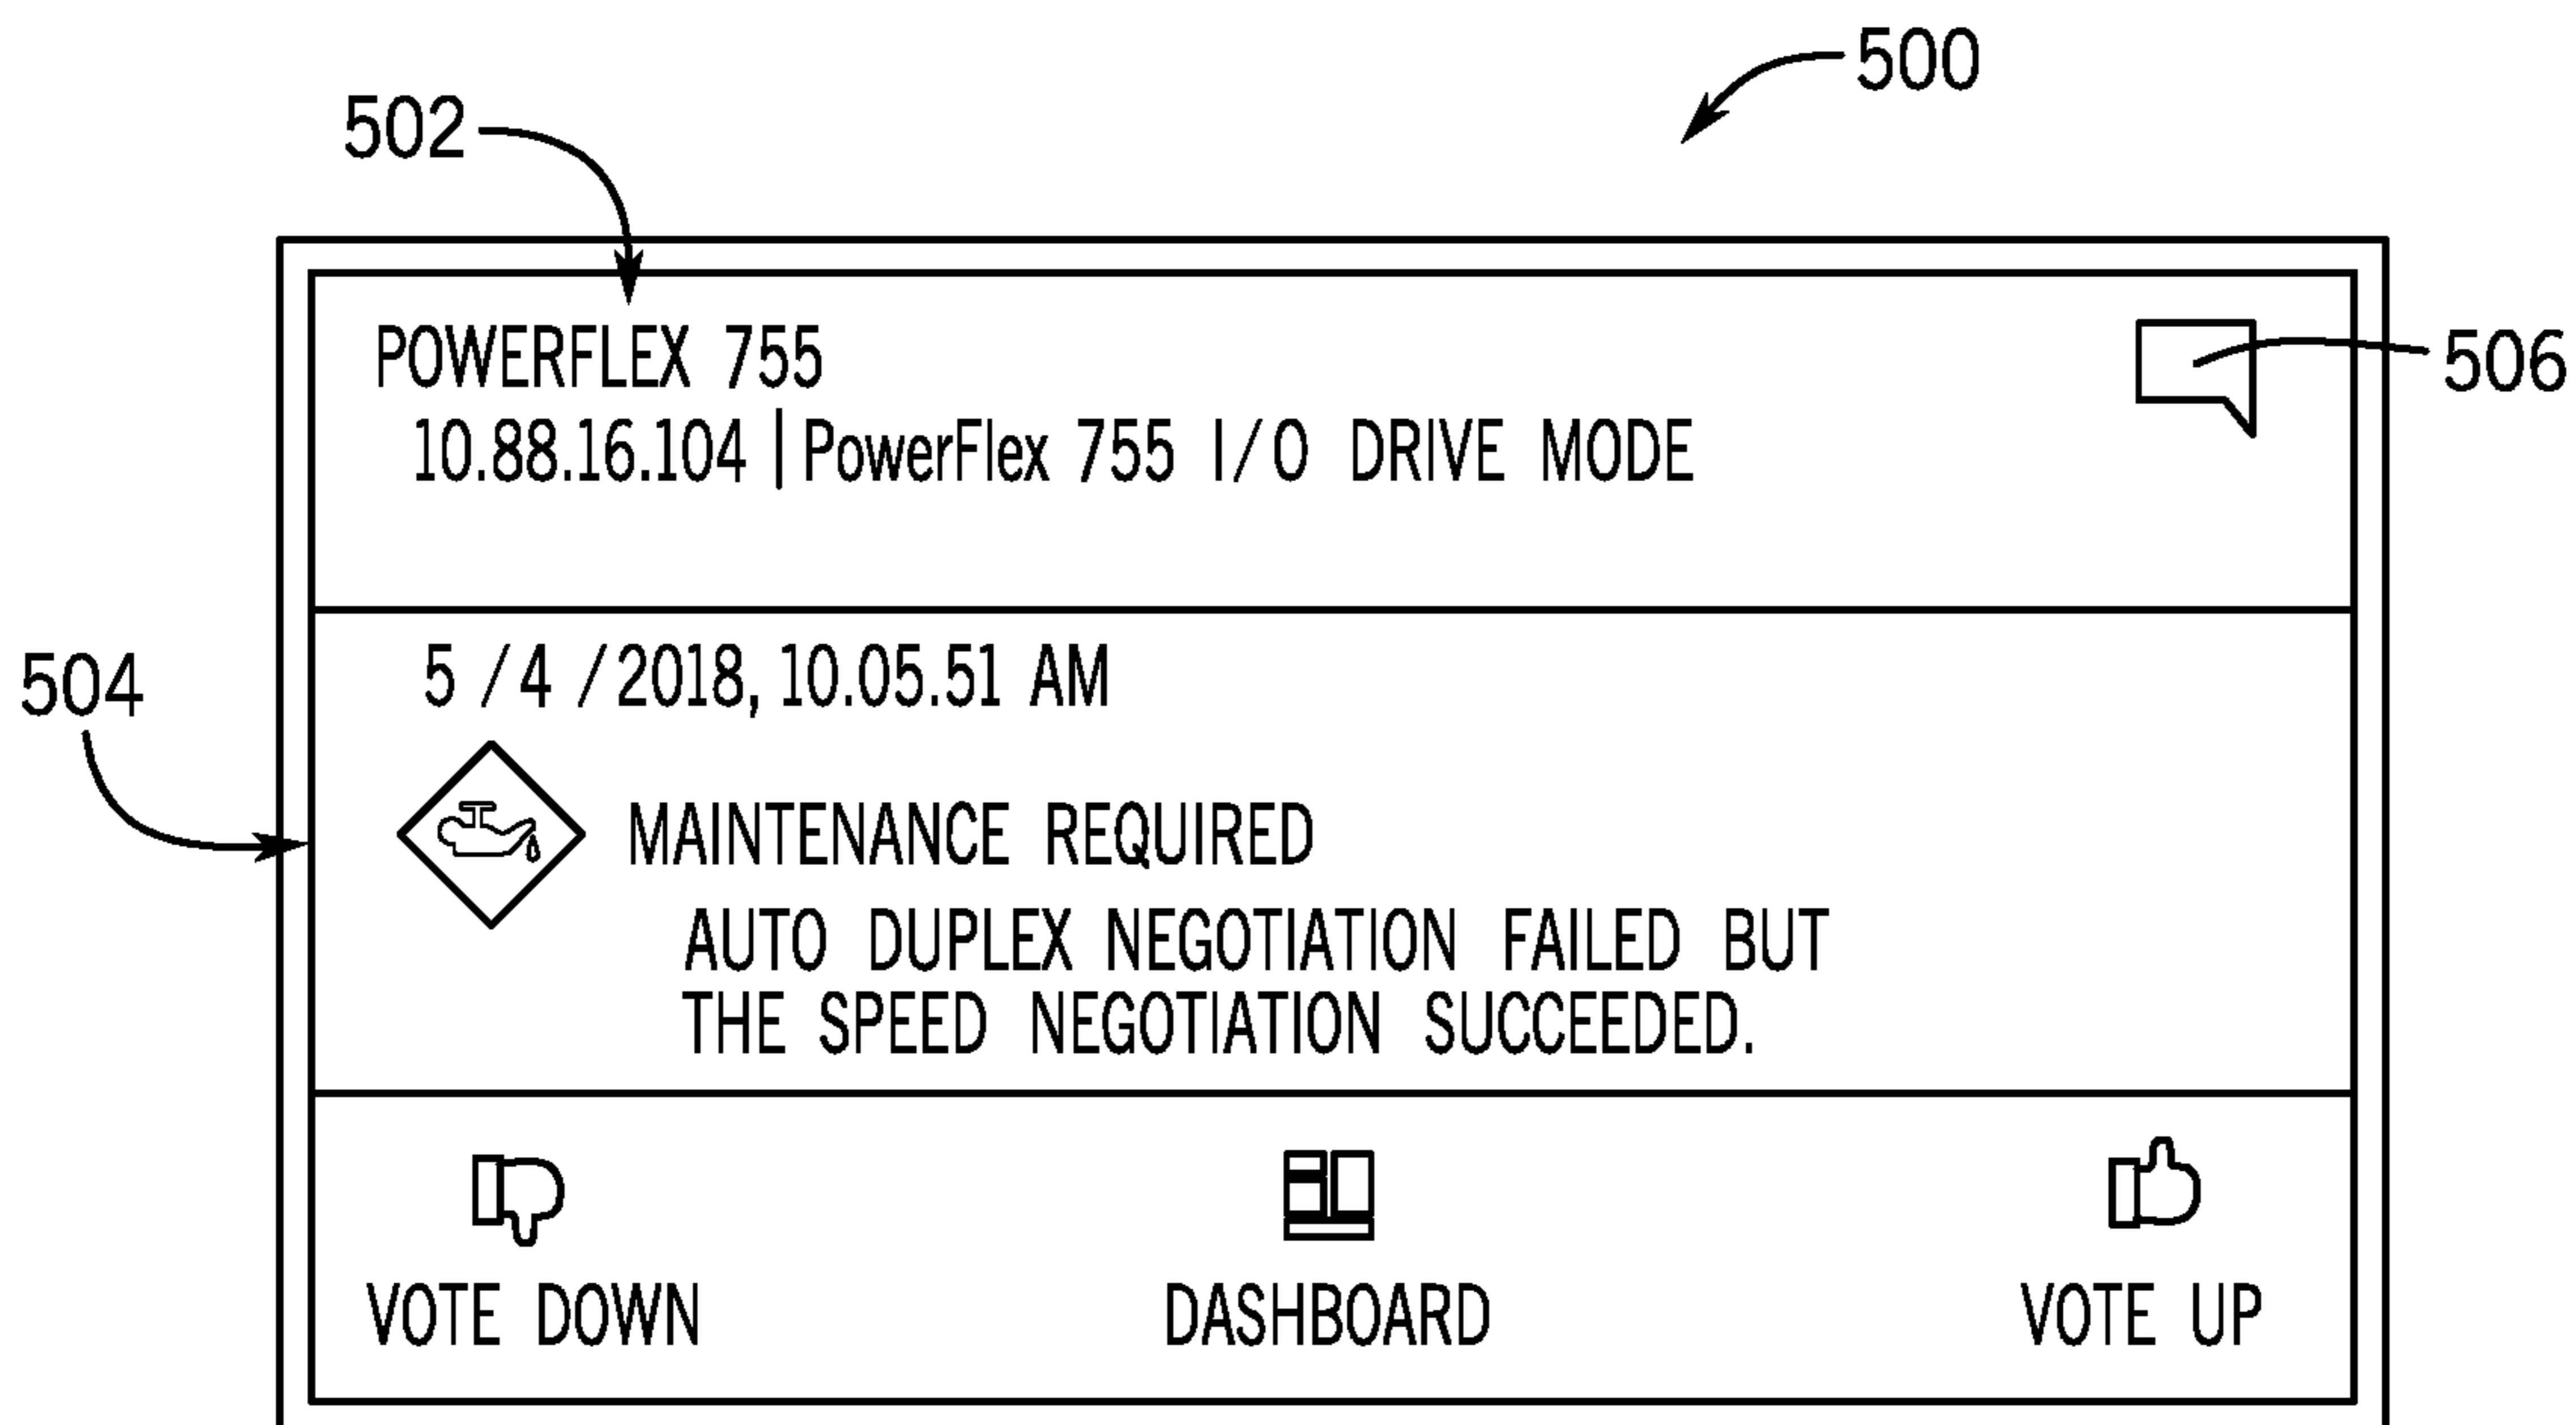 500
502
POWERFLEX 755
506
10.88.16.104 | PowerFlex 755 I/O DRIVE MODE
5 /4 /2018, 10.05.51 AM
504
MAINTENANCE REQUIRED
AUTO DUPLEX NEGOTIATION FAILED BUT
THE SPEED NEGOTIATION SUCCEEDED.
VOTE DOWN
DASHBOARD
VOTE UP